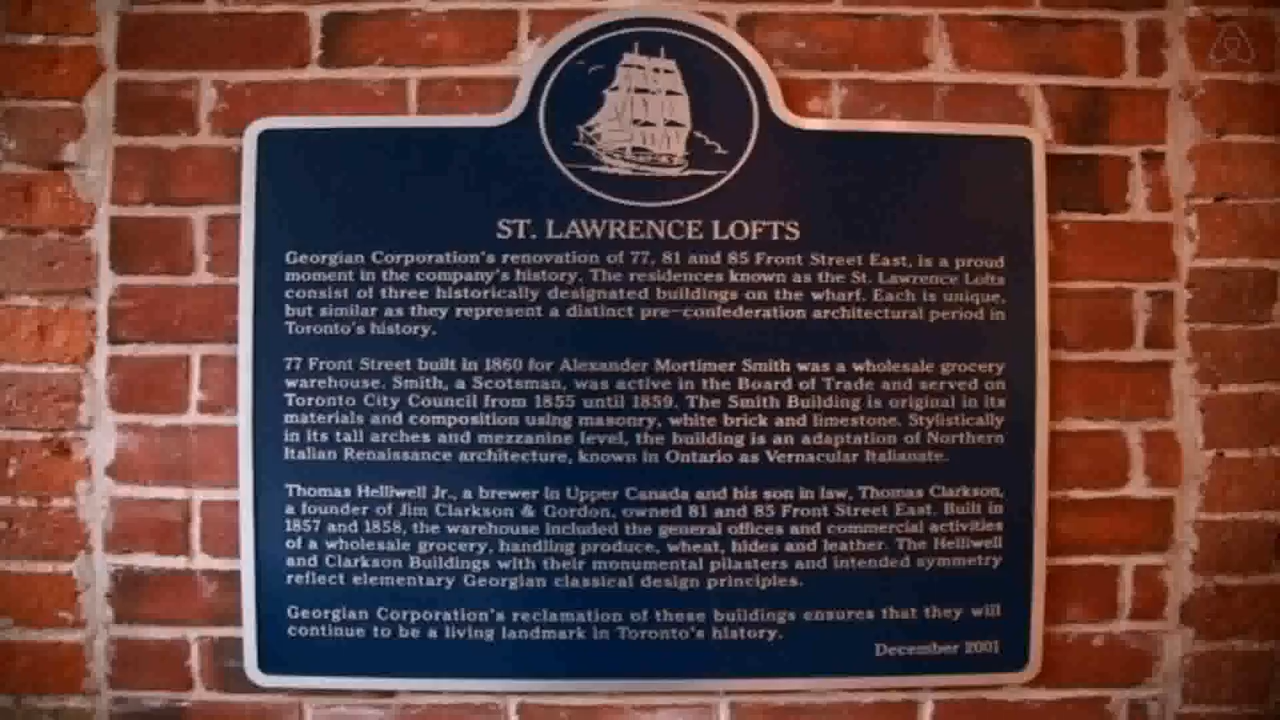 ST. LAWRENCE LOFTS
Georgian Corporation's renovation of 77, 81 and 85 Front Street East, is a proud
moment in the company's history. The residences known as the St. Lawrence Lofts
consist of three historically designated buildings on the wharf. Each is unique,
but similar as they represent a distinct pre-confederation architectural period in
Toronto's history.
77 Front Street built in 1860 for Alexander Mortimer Smith was a wholesale grocery
warehouse. Smith, a Scotsman, was active in the Board of Trade and served on
Toronto City Council from 1855 until 1859. The Smith Building is original in its
materials and composition using masonry, white brick and limestone. Stylistically
in its tall arches and mezzanine level, the building is an adaptation of Northern
Italian Renaissance architecture, known in Ontario as Vernacular Italianate.
Thomas Helliwell Jr., a brewer in Upper Canada and his son in law, Thomas Clarkson,
a founder of Jim Clarkson & Gordon, owned 81 and 85 Front Street East. Built in
1857 and 1858, the warehouse included the general offices and commercial activities
of a wholesale grocery, handling produce, wheat, hides and leather. The Helliwell
and Clarkson Buildings with their monumental pilasters and intended symmetry
reflect elementary Georgian classical design principles.
Georgian Corporation's reclamation of these buildings ensures that they will
continue to be a living landmark in Toronto's history.
December 2001